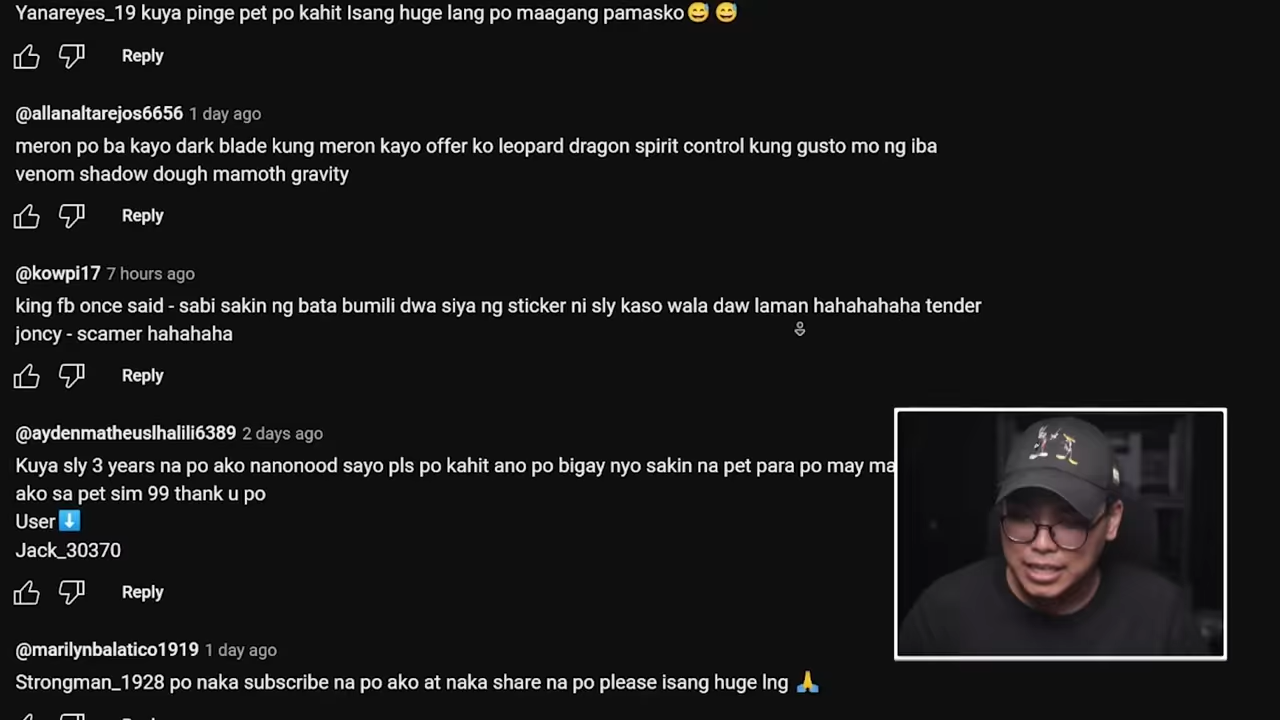 Yanareyes_19 kuya pinge pet po kahit Isang huge lang po maagang pamasko😅 😅
Reply
@allanaltarejos6656 1 day ago
meron po ba kayo dark blade kung meron kayo offer ko leopard dragon spirit control kung gusto mo ng iba
venom shadow dough mamoth gravity
Reply
@kowpi17 7 hours ago
king fb once said - sabi sakin ng bata bumili dwa siya ng sticker ni sly kaso wala daw laman hahahahaha tender
joncy - scamer hahahaha
Reply
@aydenmatheuslhalili6389 2 days ago
Kuya sly 3 years na po ako nanonood sayo pls po kahit ano po bigay nyo sakin na pet para po may
ako sa pet sim 99 thank u po
User⬇️
Jack_30370
Reply
@marilynbalatico1919 1 day ago
Strongman_1928 po naka subscribe na po ako at naka share na po please isang huge lng 🙏